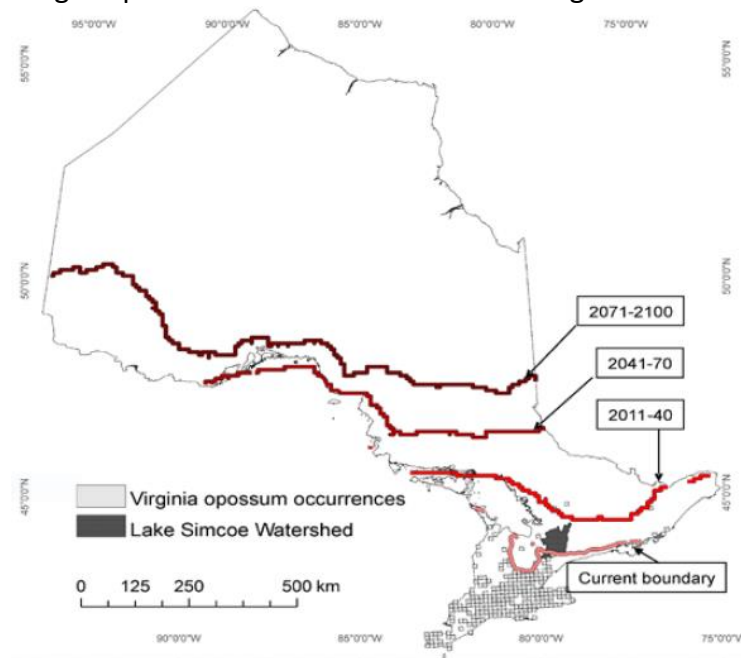 95°0'0"W 90°0'0"W 85°0'0"W 80°0'0"W 75°0'0"W
55°0'0"N 55°0'0"N
50°0'0"N 50°0'0"N
2071-2100
2041-70
2011-40
45°0'0"N 45°0'0"N
Virginia opossum occurrences
Lake Simcoe Watershed
0 125 250 500 km
Current boundary
90°0'0"W 85°0'0"W 80°0'0"W 75°0'0"W